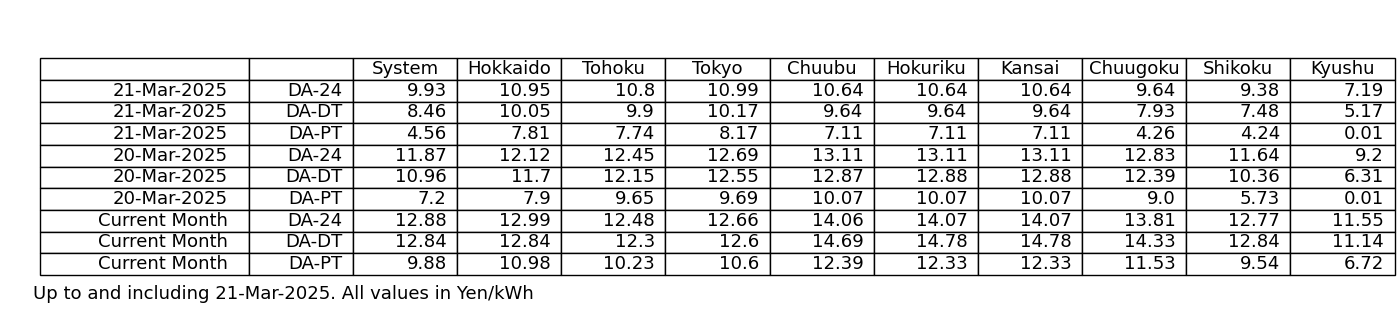 System Hokkaido Tohoku Tokyo Chuubu Hokuriku Kansai Chuugoku Shikoku Kyushu
21-Mar-2025 DA-24 9.93 10.95 10.8 10.99 10.64 10.64 10.64 9.64 9.38 7.19
21-Mar-2025 DA-DT 8.46 10.05 9.9 10.17 9.64 9.64 9.64 7.93 7.48 5.17
21-Mar-2025 DA-PT 4.56 7.81 7.74 8.17 7.11 7.11 7.11 4.26 4.24 0.01
20-Mar-2025 DA-24 11.87 12.12 12.45 12.69 13.11 13.11 13.11 12.83 11.64 9.2
20-Mar-2025 DA-DT 10.96 11.7 12.15 12.55 12.87 12.88 12.88 12.39 10.36 6.31
20-Mar-2025 DA-PT 7.2 7.9 9.65 9.69 10.07 10.07 10.07 9.0 5.73 0.01
Current Month DA-24 12.88 12.99 12.48 12.66 14.06 14.07 14.07 13.81 12.77 11.55
Current Month DA-DT 12.84 12.84 12.3 12.6 14.69 14.78 14.78 14.33 12.84 11.14
Current Month DA-PT 9.88 10.98 10.23 10.6 12.39 12.33 12.33 11.53 9.54 6.72
Up to and including 21-Mar-2025. All values in Yen/kWh